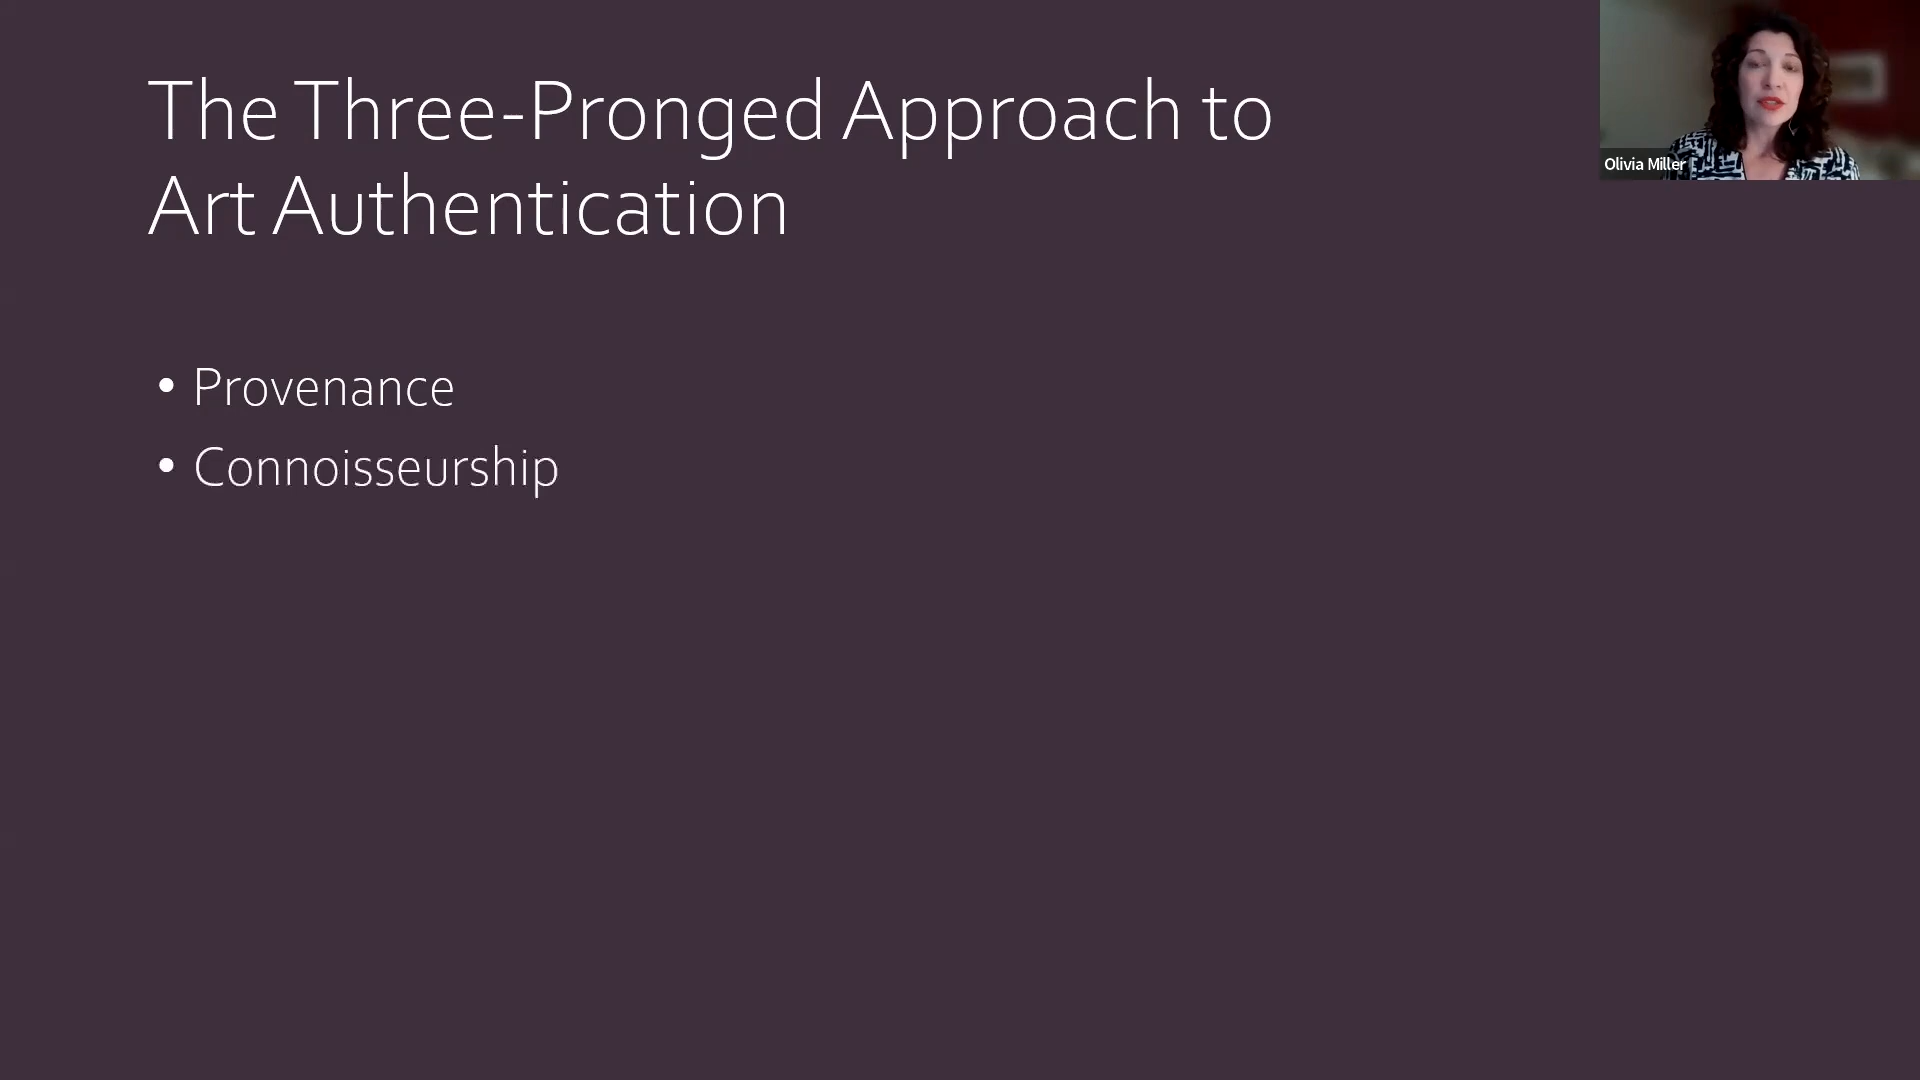 The Three-Pronged Approach to
Art Authentication
• Provenance
• Connoisseurship
Olivia Miller